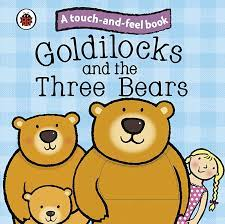 A touch-and-feel book
Goldilocks
and the
Three Bears